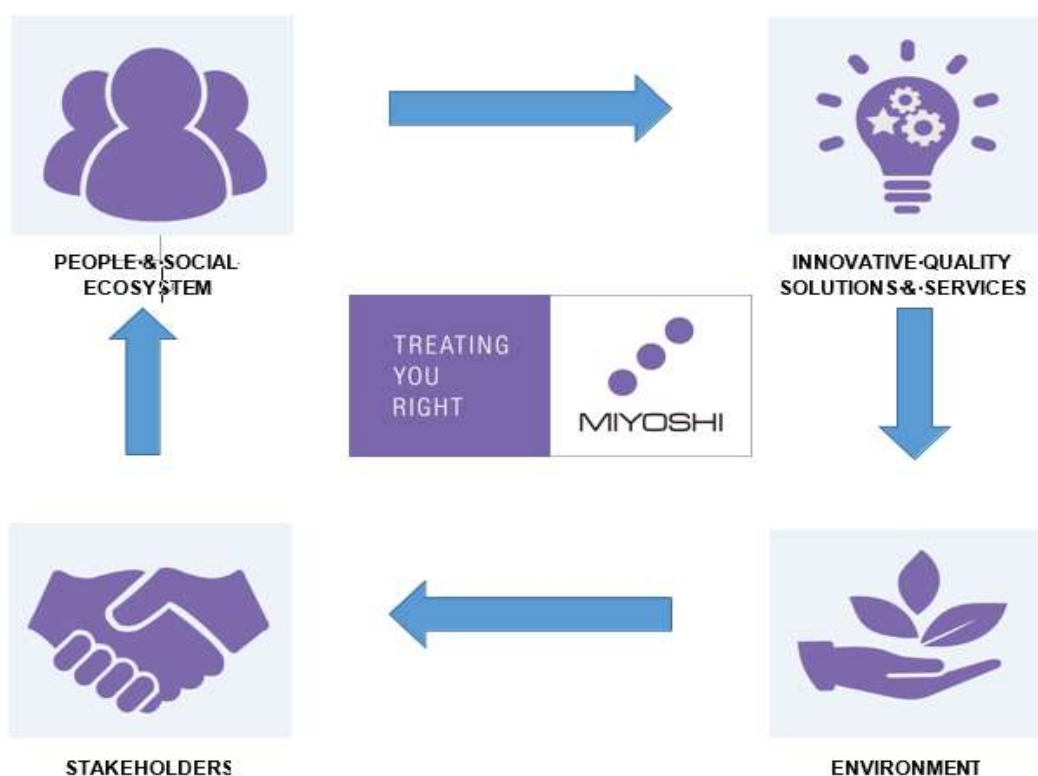 PEOPLE·&·SOCIAL·
ECOSYSTEM
INNOVATIVE·QUALITY
SOLUTIONS·&·SERVICES
TREATING
YOU
RIGHT
MIYOSHI
STAKEHOLDERS
ENVIRONMENT